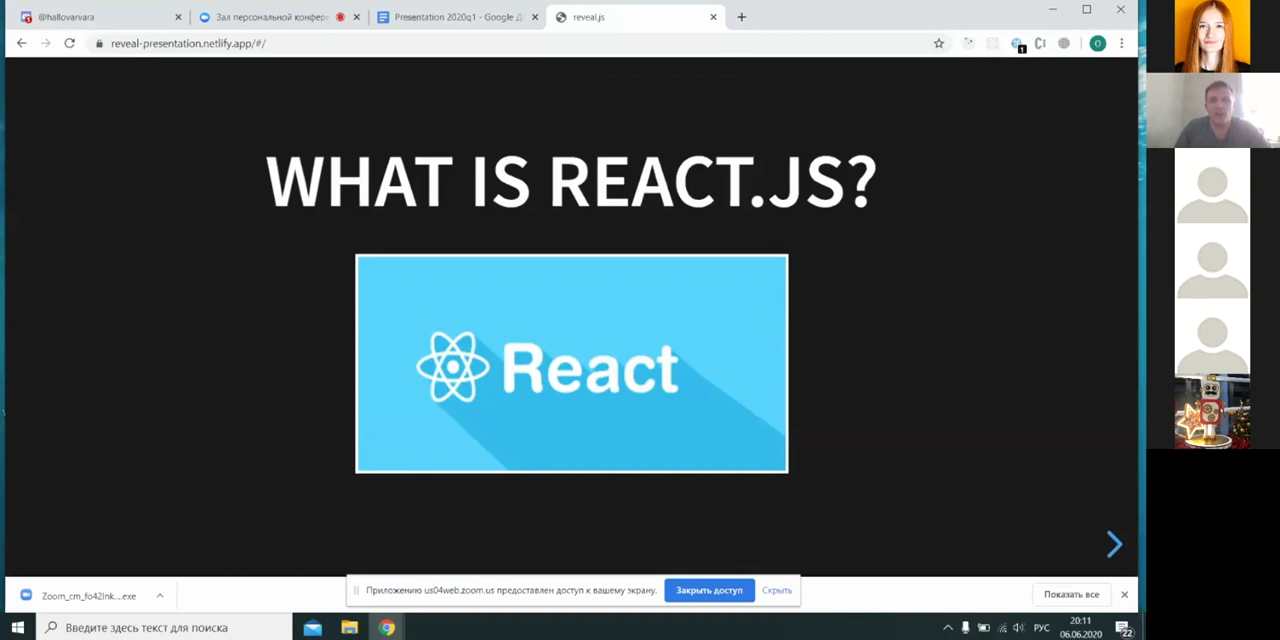 @hallovarvara
Зал персональной конфер
Presentation 2020q1 - Google Д
reveal.js
reveal-presentation.netlify.app/#/
1
O
WHAT IS REACT.JS?
React
Приложению us04web.zoom.us предоставлен доступ к вашему экрану.
Закрыть доступ
Скрыть
Zoom_cm_fo42lnk....exe
Показать все
Введите здесь текст для поиска
РУС
20:11
06.06.2020
22